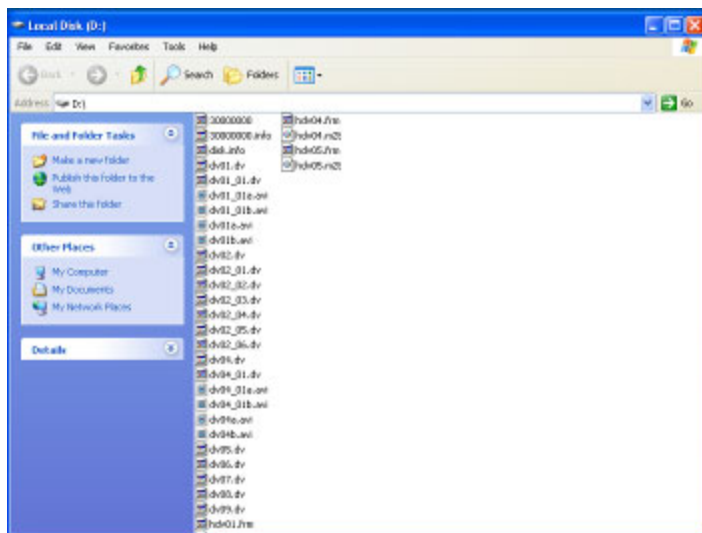 Local Disk (D:)
File Edit View Favorites Tools Help
Back Search Folders
Address D:\ Go
File and Folder Tasks
Make a new folder
Publish this folder to the
Web
Share this folder
Other Places
My Computer
My Documents
My Network Places
Details
30000000
30000000.info
disk.info
dv01.dv
dv01_01.dv
dv01_01a.avi
dv01_01b.avi
dv01a.avi
dv01b.avi
dv02.dv
dv02_01.dv
dv02_02.dv
dv02_03.dv
dv02_04.dv
dv02_05.dv
dv02_06.dv
dv04.dv
dv04_01.dv
dv04_01a.avi
dv04_01b.avi
dv04a.avi
dv04b.avi
dv05.dv
dv06.dv
dv07.dv
dv08.dv
dv09.dv
hdv01.frm
hdv04.frm
hdv04.m2t
hdv05.frm
hdv05.m2t